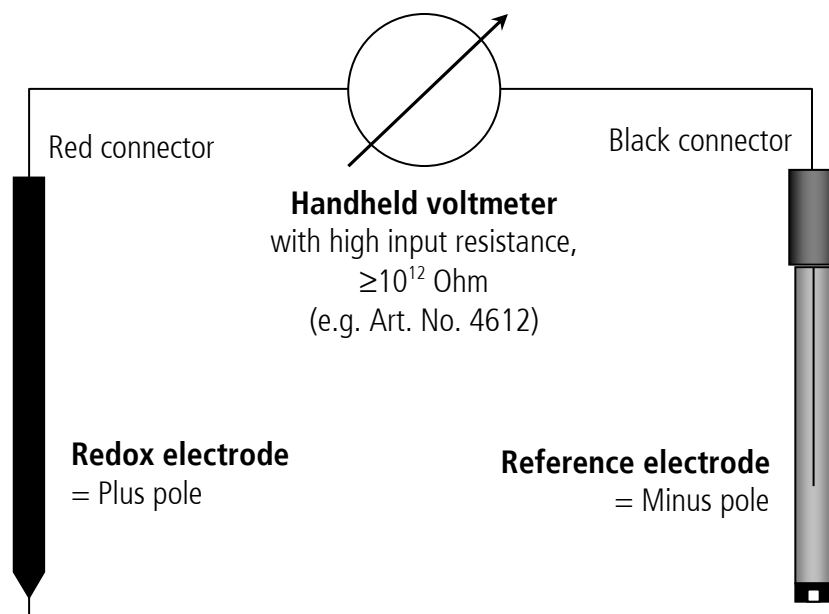 Red connector
Black connector
Handheld voltmeter
with high input resistance,
≥10¹² Ohm
(e.g. Art. No. 4612)
Redox electrode
= Plus pole
Reference electrode
= Minus pole